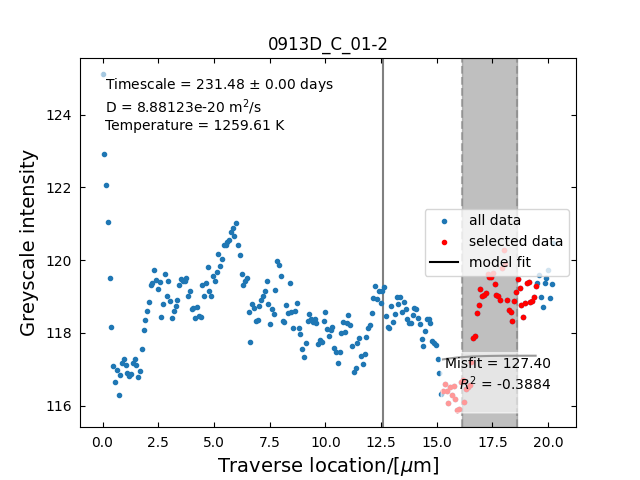 0913D_C_01-2
Timescale = 231.48 ± 0.00 days
D = 8.88123e-20 m²/s
Temperature = 1259.61 K
all data
selected data
model fit
Misfit = 127.40
R² = -0.3884
Greyscale intensity
124
122
120
118
116
0.0 2.5 5.0 7.5 10.0 12.5 15.0 17.5 20.0
Traverse location/[μm]